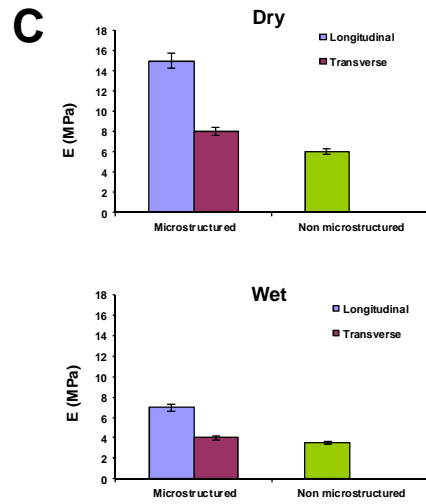 C
Dry
18
16
14
12
10
8
6
4
2
0
E (MPa)
Longitudinal
Transverse
Microstructured
Non microstructured
Wet
18
16
14
12
10
8
6
4
2
0
E (MPa)
Longitudinal
Transverse
Microstructured
Non microstructured